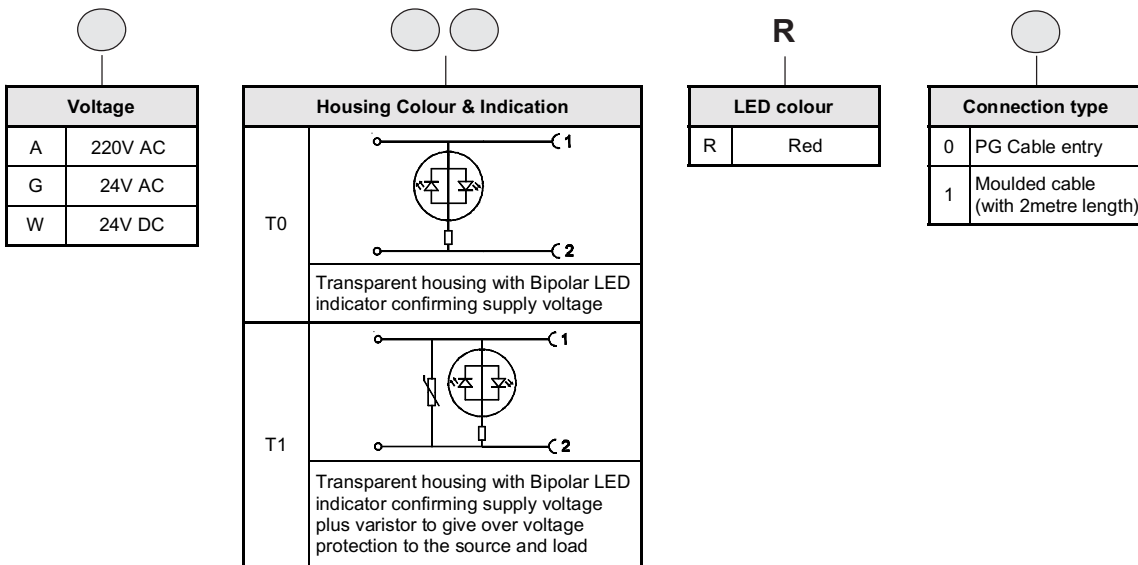 R
Voltage
A 220V AC
G 24V AC
W 24V DC
Housing Colour & Indication
T0
1
2
Transparent housing with Bipolar LED
indicator confirming supply voltage
T1
1
2
Transparent housing with Bipolar LED
indicator confirming supply voltage
plus varistor to give over voltage
protection to the source and load
LED colour
R Red
Connection type
0 PG Cable entry
1 Moulded cable
(with 2metre length)